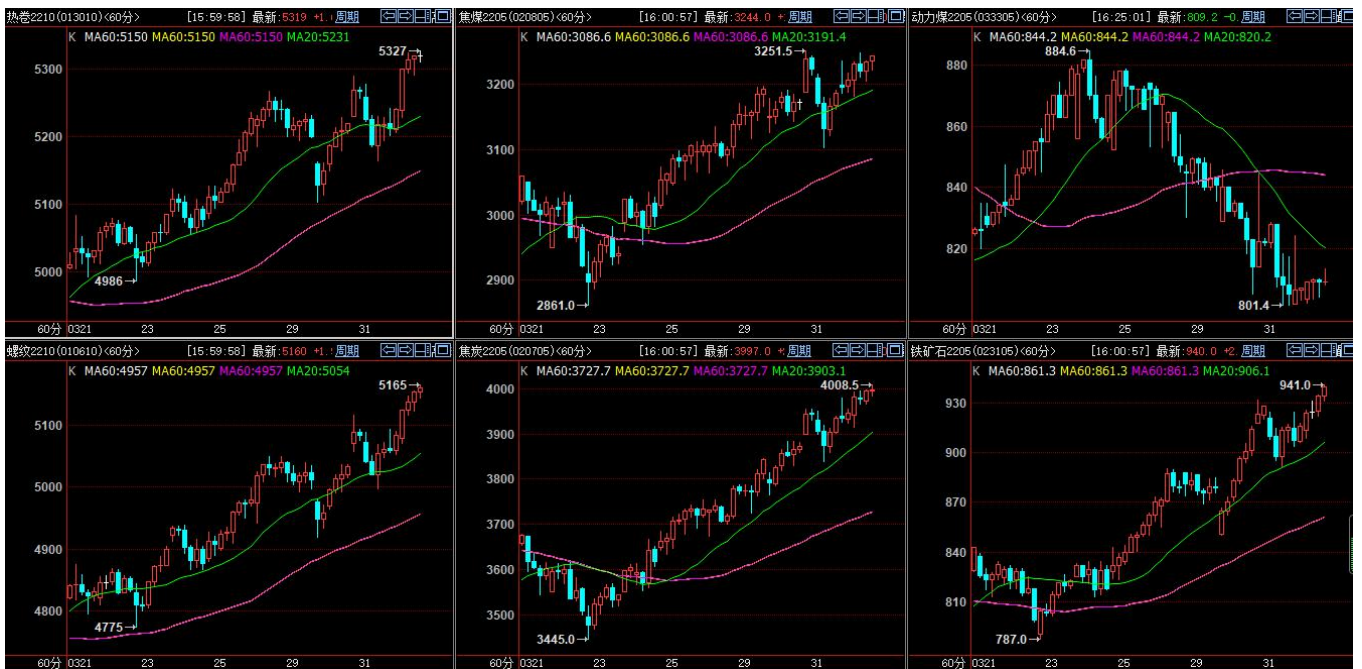 热卷2210(013010)<60分> [15:59:58] 最新:5319 +1. 周期
K MA60:5150 MA60:5150 MA60:5150 MA20:5231
5327
5300
5200
5100
5000
4986
60分 0321 23 25 29 31
焦煤2205(020805)<60分> [16:00:57] 最新:3244.0 + 周期
K MA60:3086.6 MA60:3086.6 MA60:3086.6 MA20:3191.4
3251.5
3200
3100
3000
2900
2861.0
60分 0321 23 25 29 31
动力煤2205(033305)<60分> [16:25:01] 最新:809.2 -0. 周期
K MA60:844.2 MA60:844.2 MA60:844.2 MA20:820.2
884.6
880
860
840
820
801.4
60分 0321 23 25 29 31
螺纹2210(010610)<60分> [15:59:58] 最新:5160 +1. 周期
K MA60:4957 MA60:4957 MA60:4957 MA20:5054
5165
5100
5000
4900
4800
4775
60分 0321 23 25 29 31
焦炭2205(020705)<60分> [16:00:57] 最新:3997.0 + 周期
K MA60:3727.7 MA60:3727.7 MA60:3727.7 MA20:3903.1
4008.5
4000
3900
3800
3700
3600
3500
3445.0
60分 0321 23 25 29 31
铁矿石2205(023105)<60分> [16:00:57] 最新:940.0 +2. 周期
K MA60:861.3 MA60:861.3 MA60:861.3 MA20:906.1
941.0
930
900
870
840
810
787.0
60分 0321 23 25 29 31